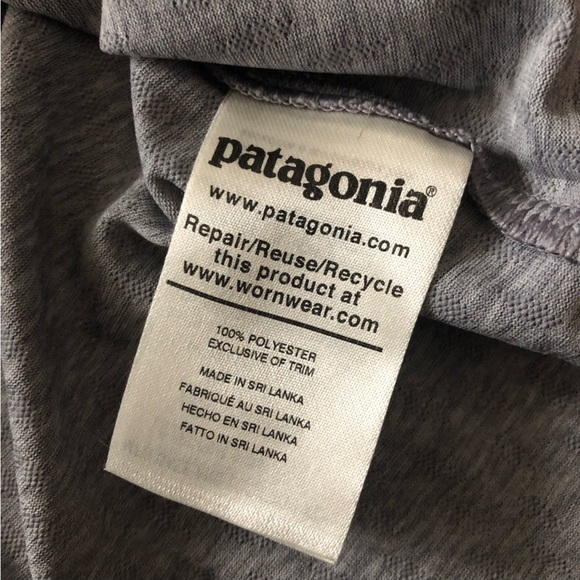 patagonia®
www.patagonia.com
Repair/Reuse/Recycle
this product at
www.wornwear.com
100% POLYESTER
EXCLUSIVE OF TRIM
MADE IN SRI LANKA
FABRIQUÉ AU SRI LANKA
HECHO EN SRI LANKA
FATTO IN SRI LANKA